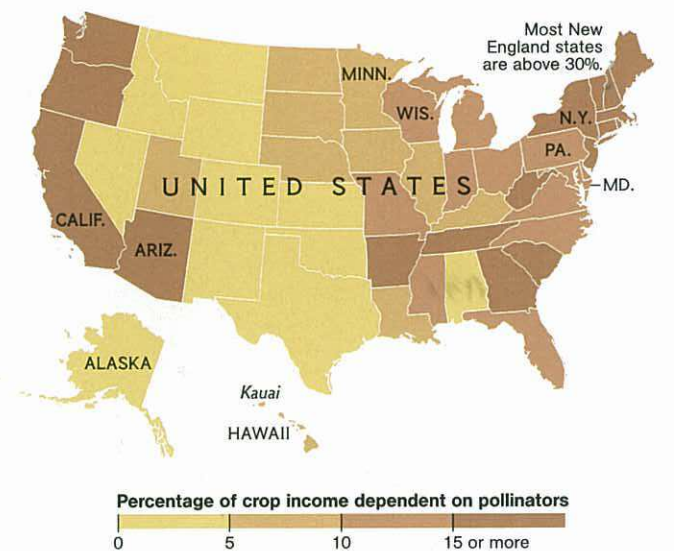 Most New
England states
are above 30%.
MINN.
WIS.
N.Y.
PA.
UNITED STATES
MD.
CALIF.
ARIZ.
ALASKA
Kauai
HAWAII
Percentage of crop income dependent on pollinators
0 5 10 15 or more